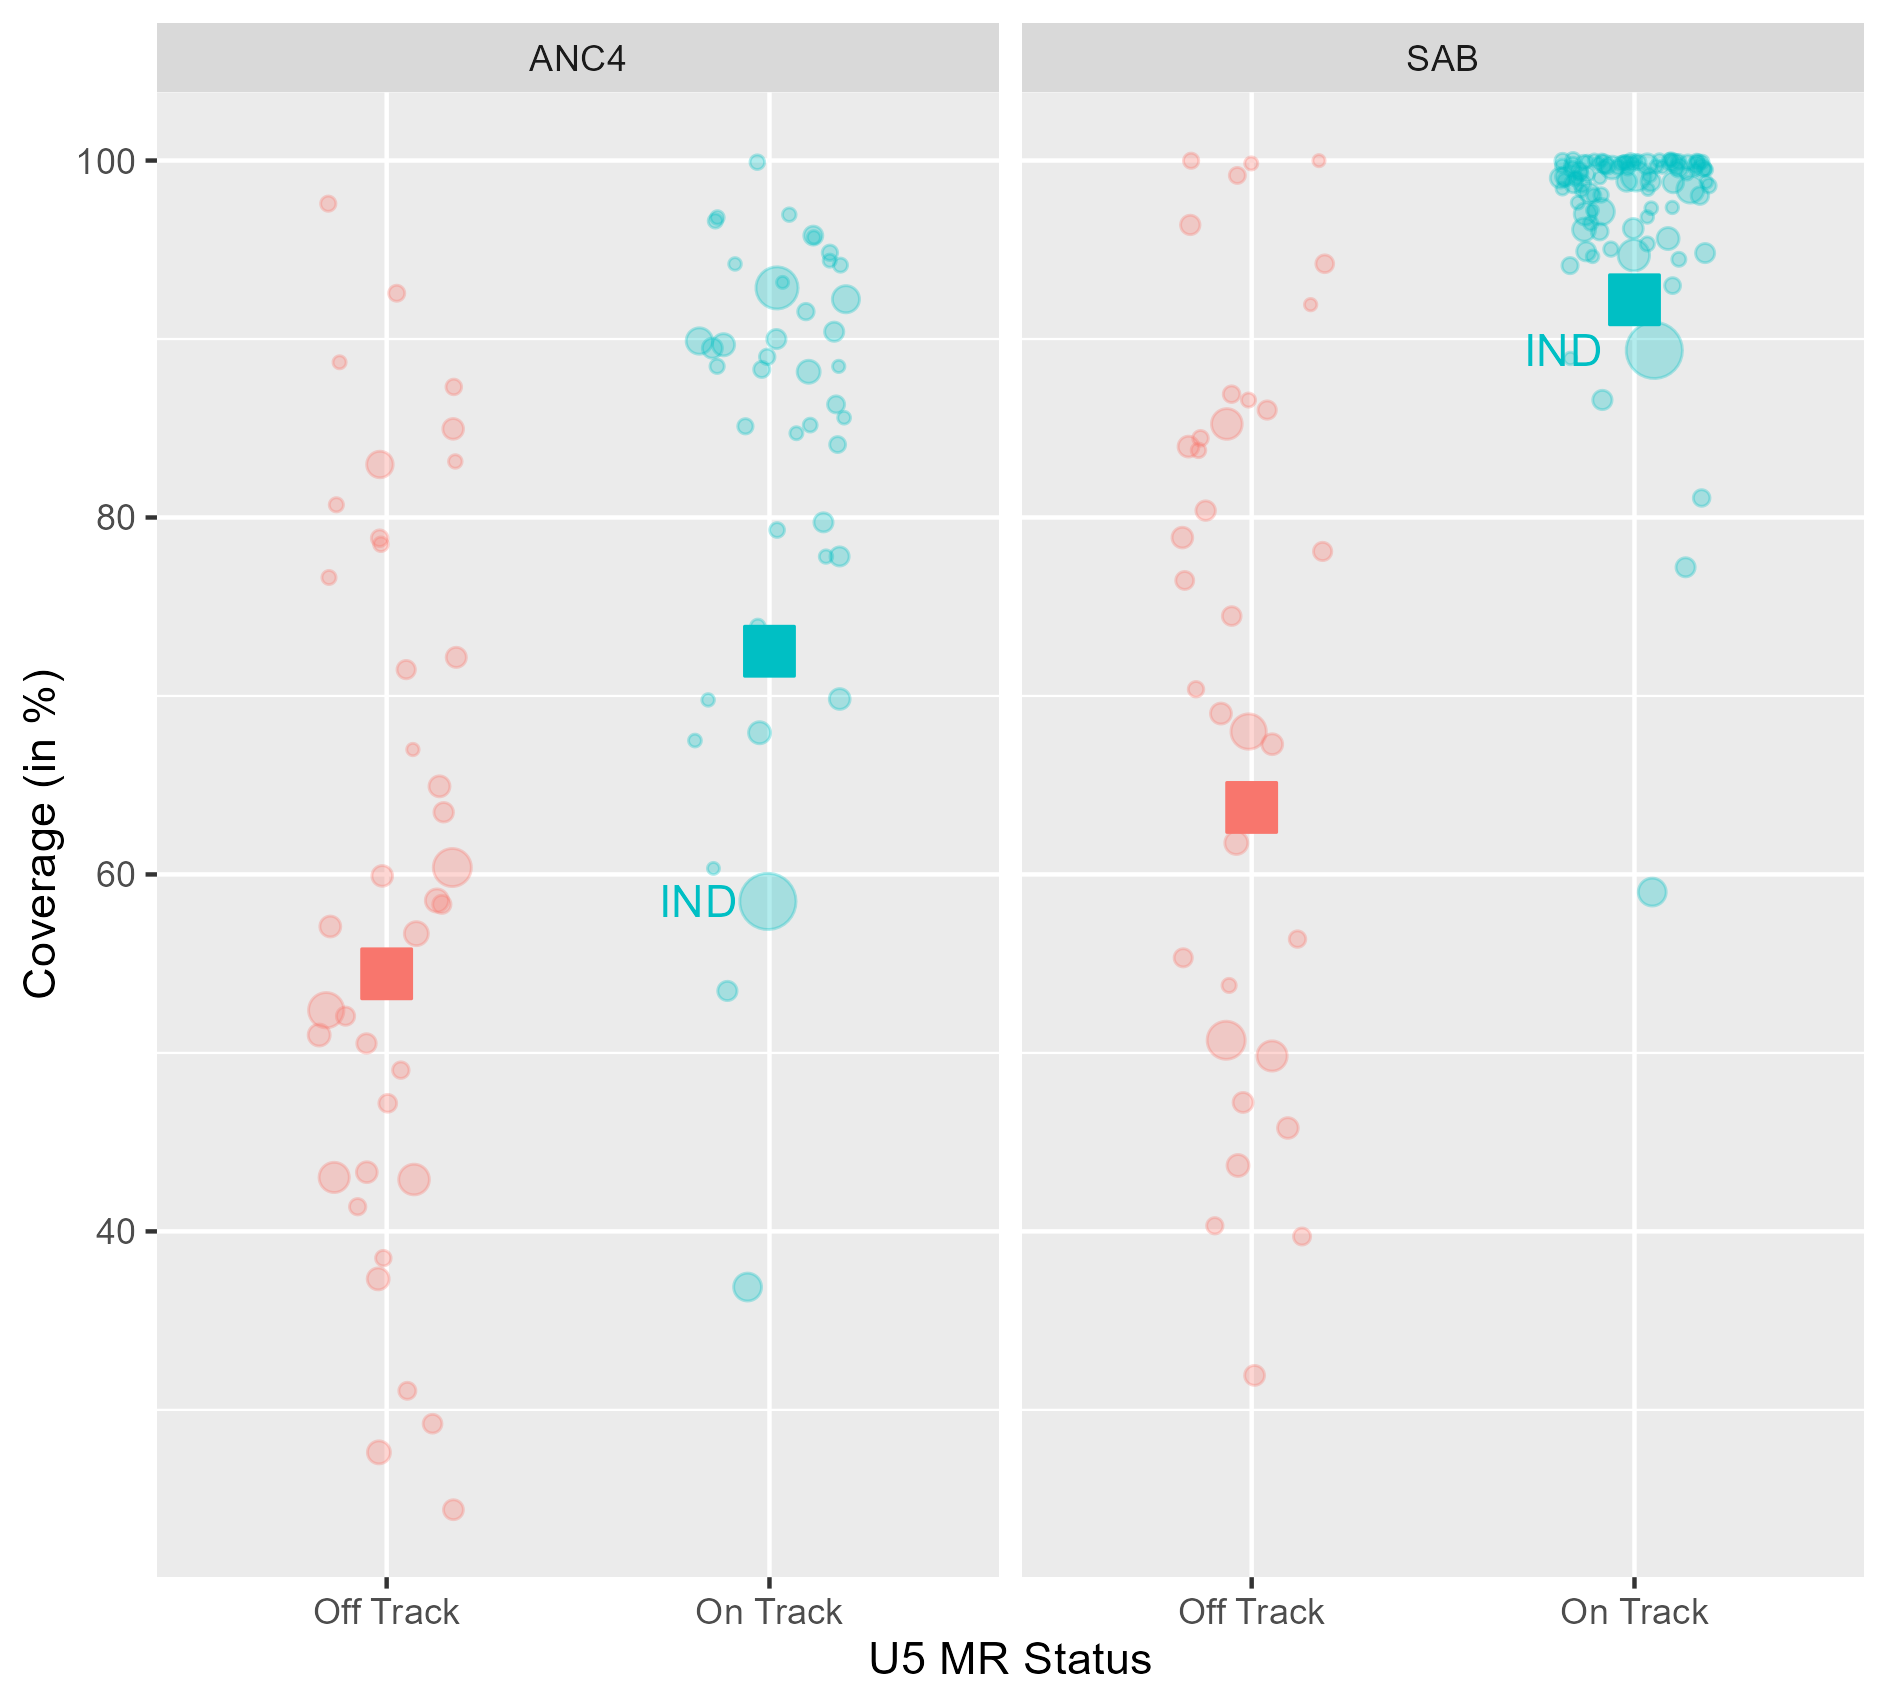 ANC4
SAB
100
80
60
40
IND
IND
Coverage (in %)
Off Track
On Track
Off Track
On Track
U5 MR Status